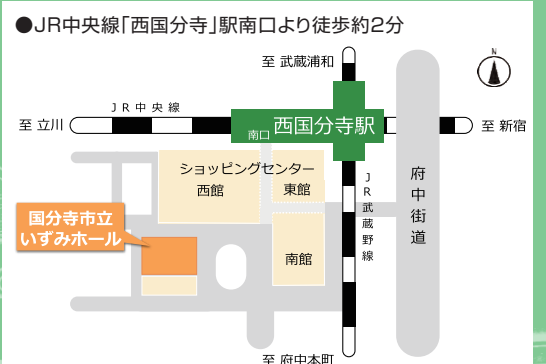 ●JR中央線「西国分寺」駅南口より徒歩約2分
至 武蔵浦和
N
JR中央線
至 立川
南口 西国分寺駅
至 新宿
ショッピングセンター
西館
東館
JR武蔵野線
府中街道
国分寺市立
いずみホール
南館
至 府中本町